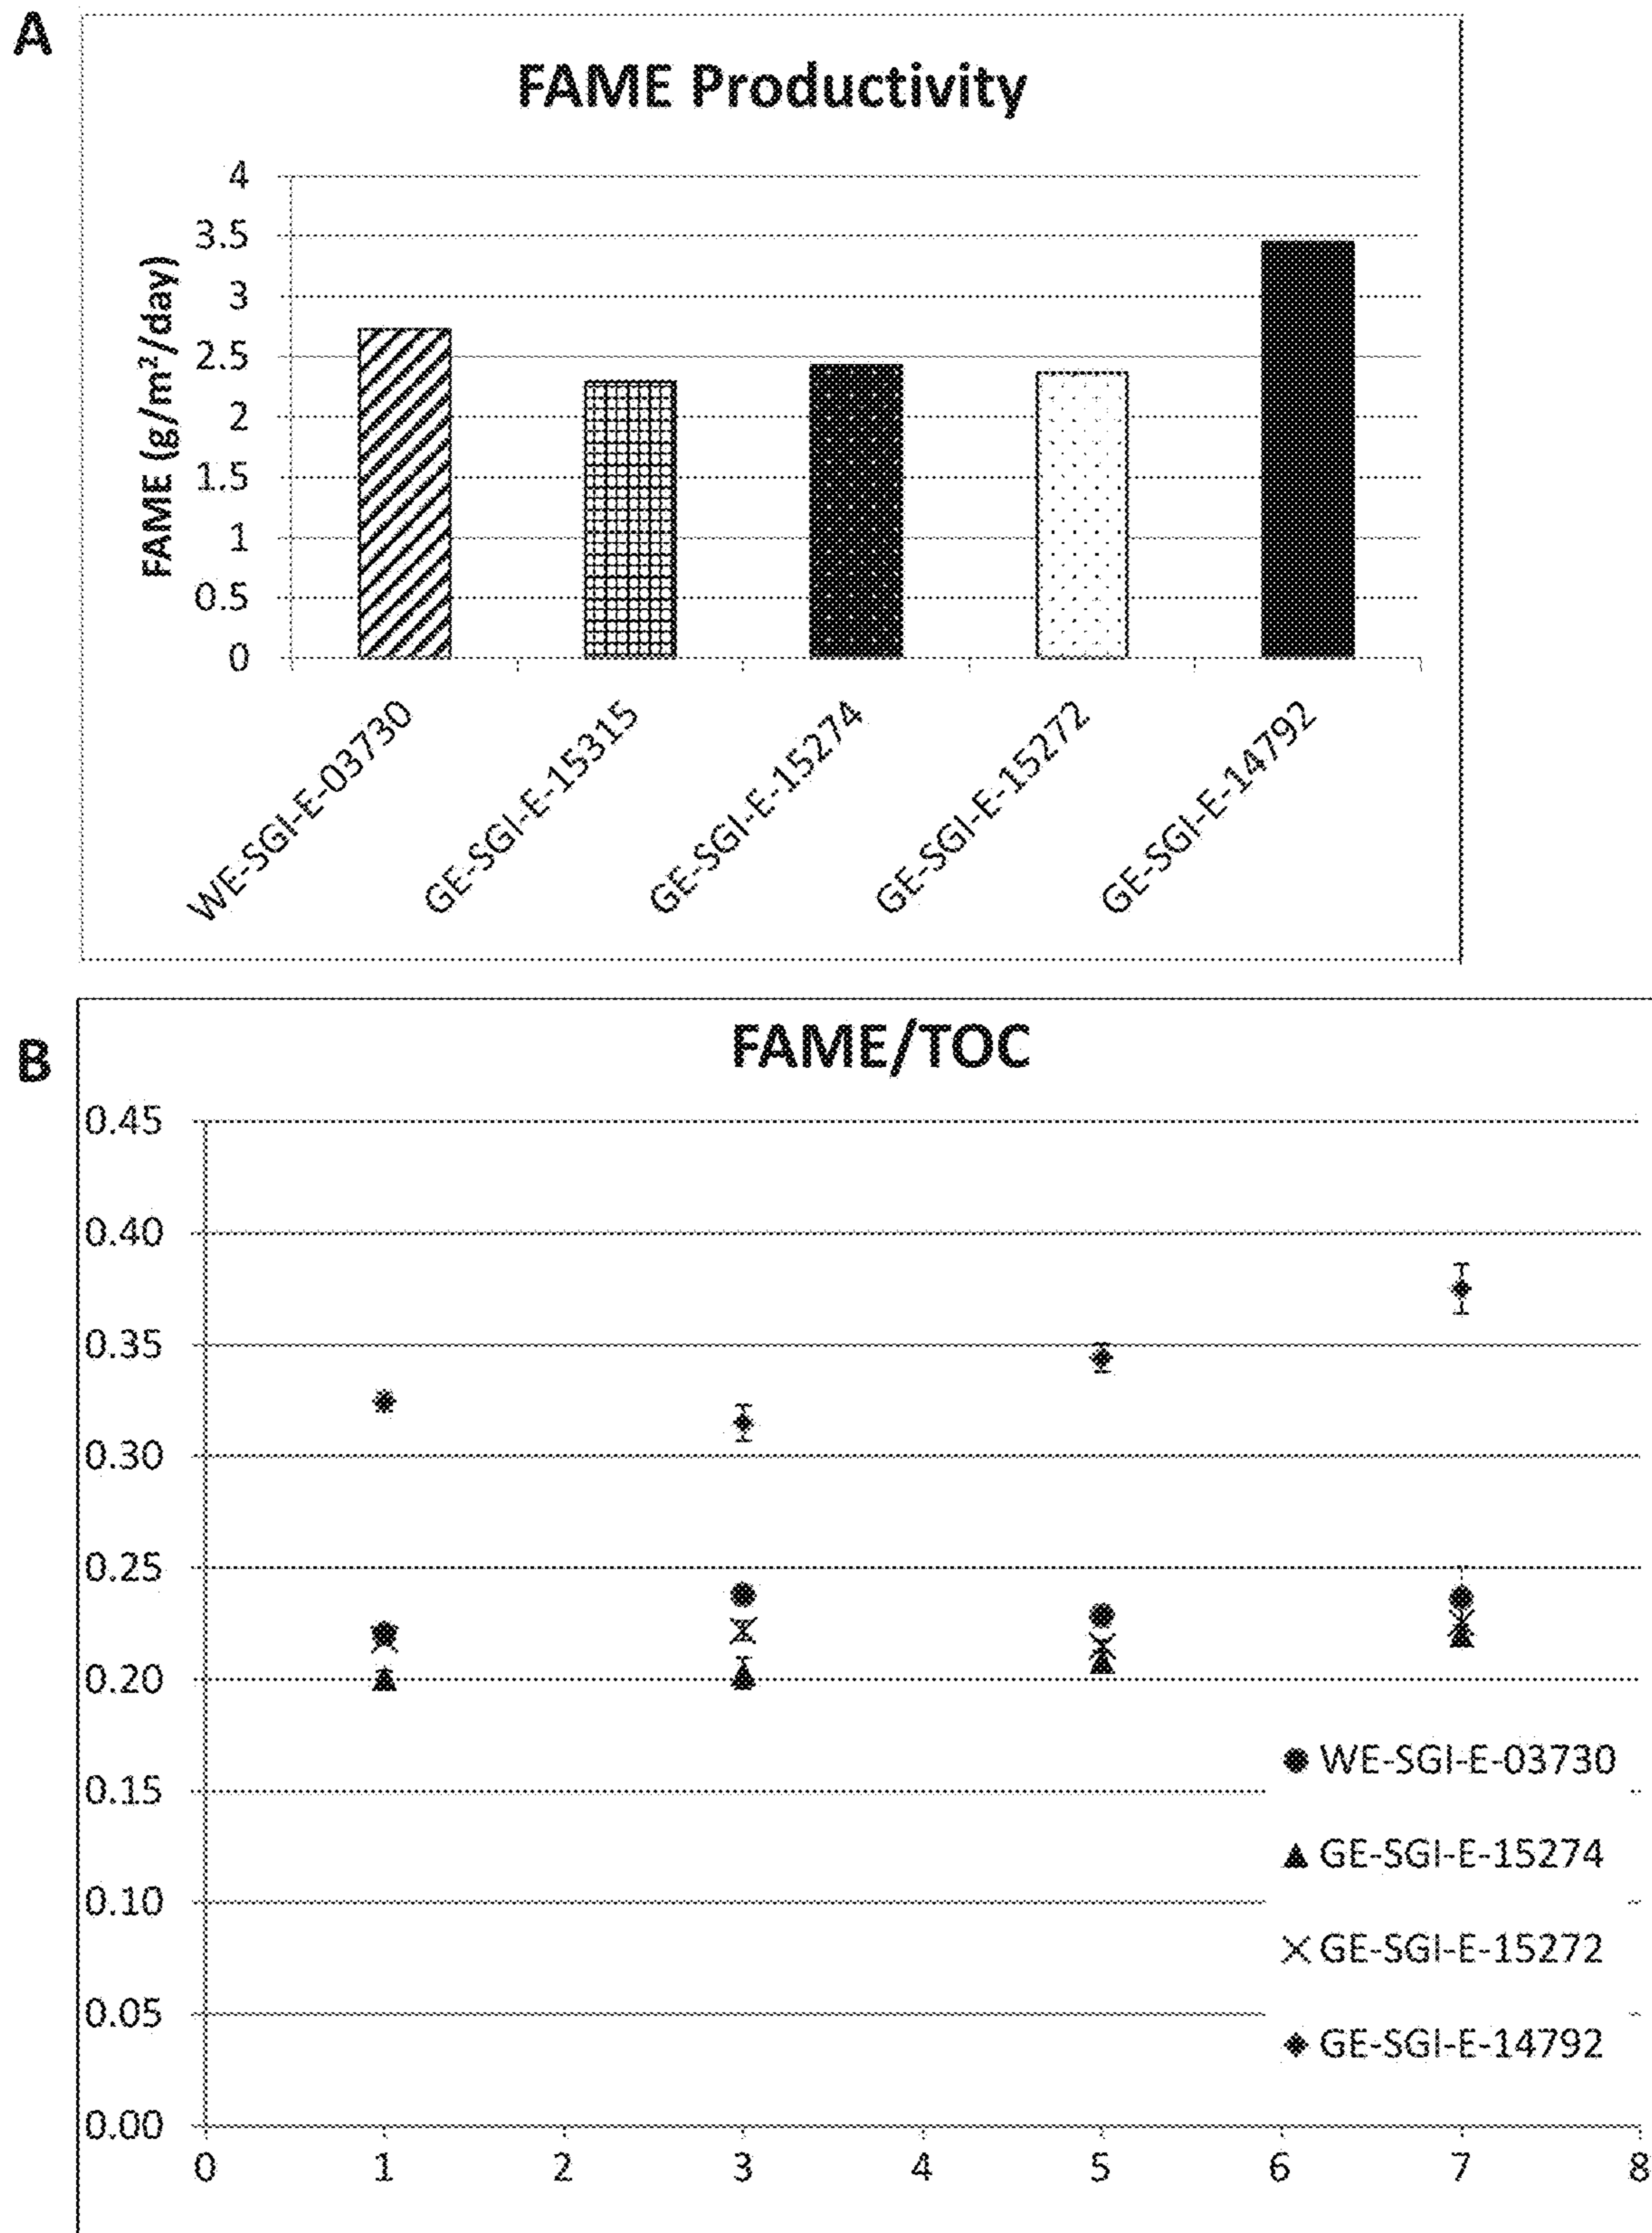 A
FAME Productivity
FAME (g/m²/day)
4
3.5
3
2.5
2
1.5
1
0.5
0
WE-SGI-E-03730
GE-SGI-E-15315
GE-SGI-E-15274
GE-SGI-E-15272
GE-SGI-E-14792
B
FAME/TOC
0.45
0.40
0.35
0.30
0.25
0.20
0.15
0.10
0.05
0.00
0 1 2 3 4 5 6 7 8
WE-SGI-E-03730
GE-SGI-E-15274
GE-SGI-E-15272
GE-SGI-E-14792